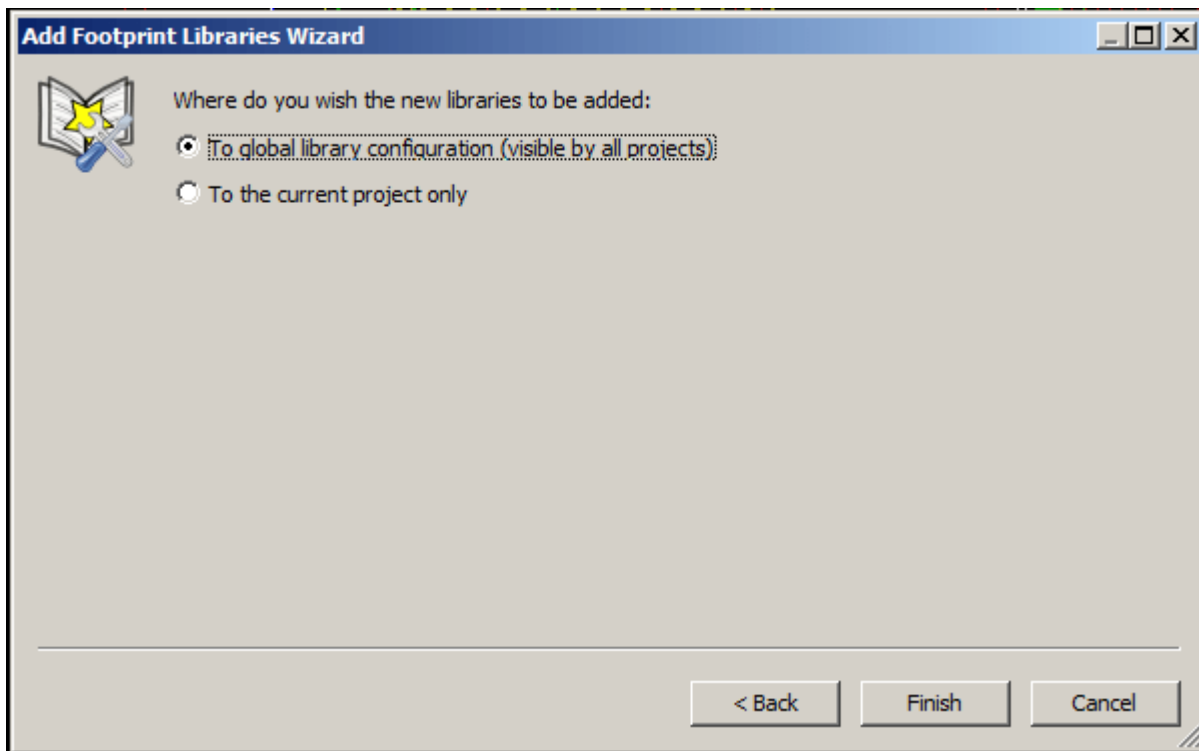 Add Footprint Libraries Wizard
Where do you wish the new libraries to be added:
To global library configuration (visible by all projects)
To the current project only
< Back
Finish
Cancel